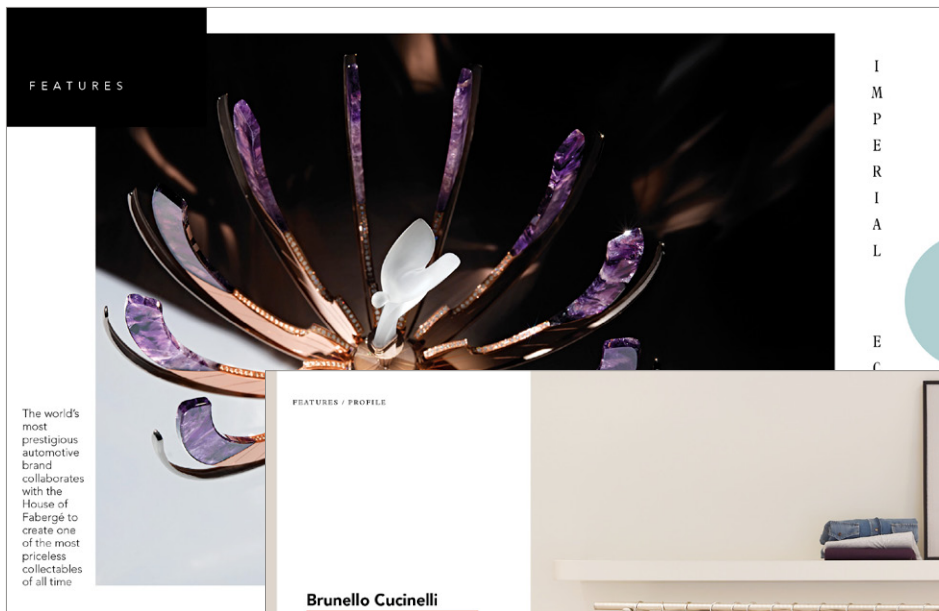 FEATURES
IMPERIAL
E
The world's
most
prestigious
automotive
brand
collaborates
with the
House of
Fabergé to
create one
of the most
priceless
collectables
of all time
FEATURES / PROFILE
Brunello Cucinelli